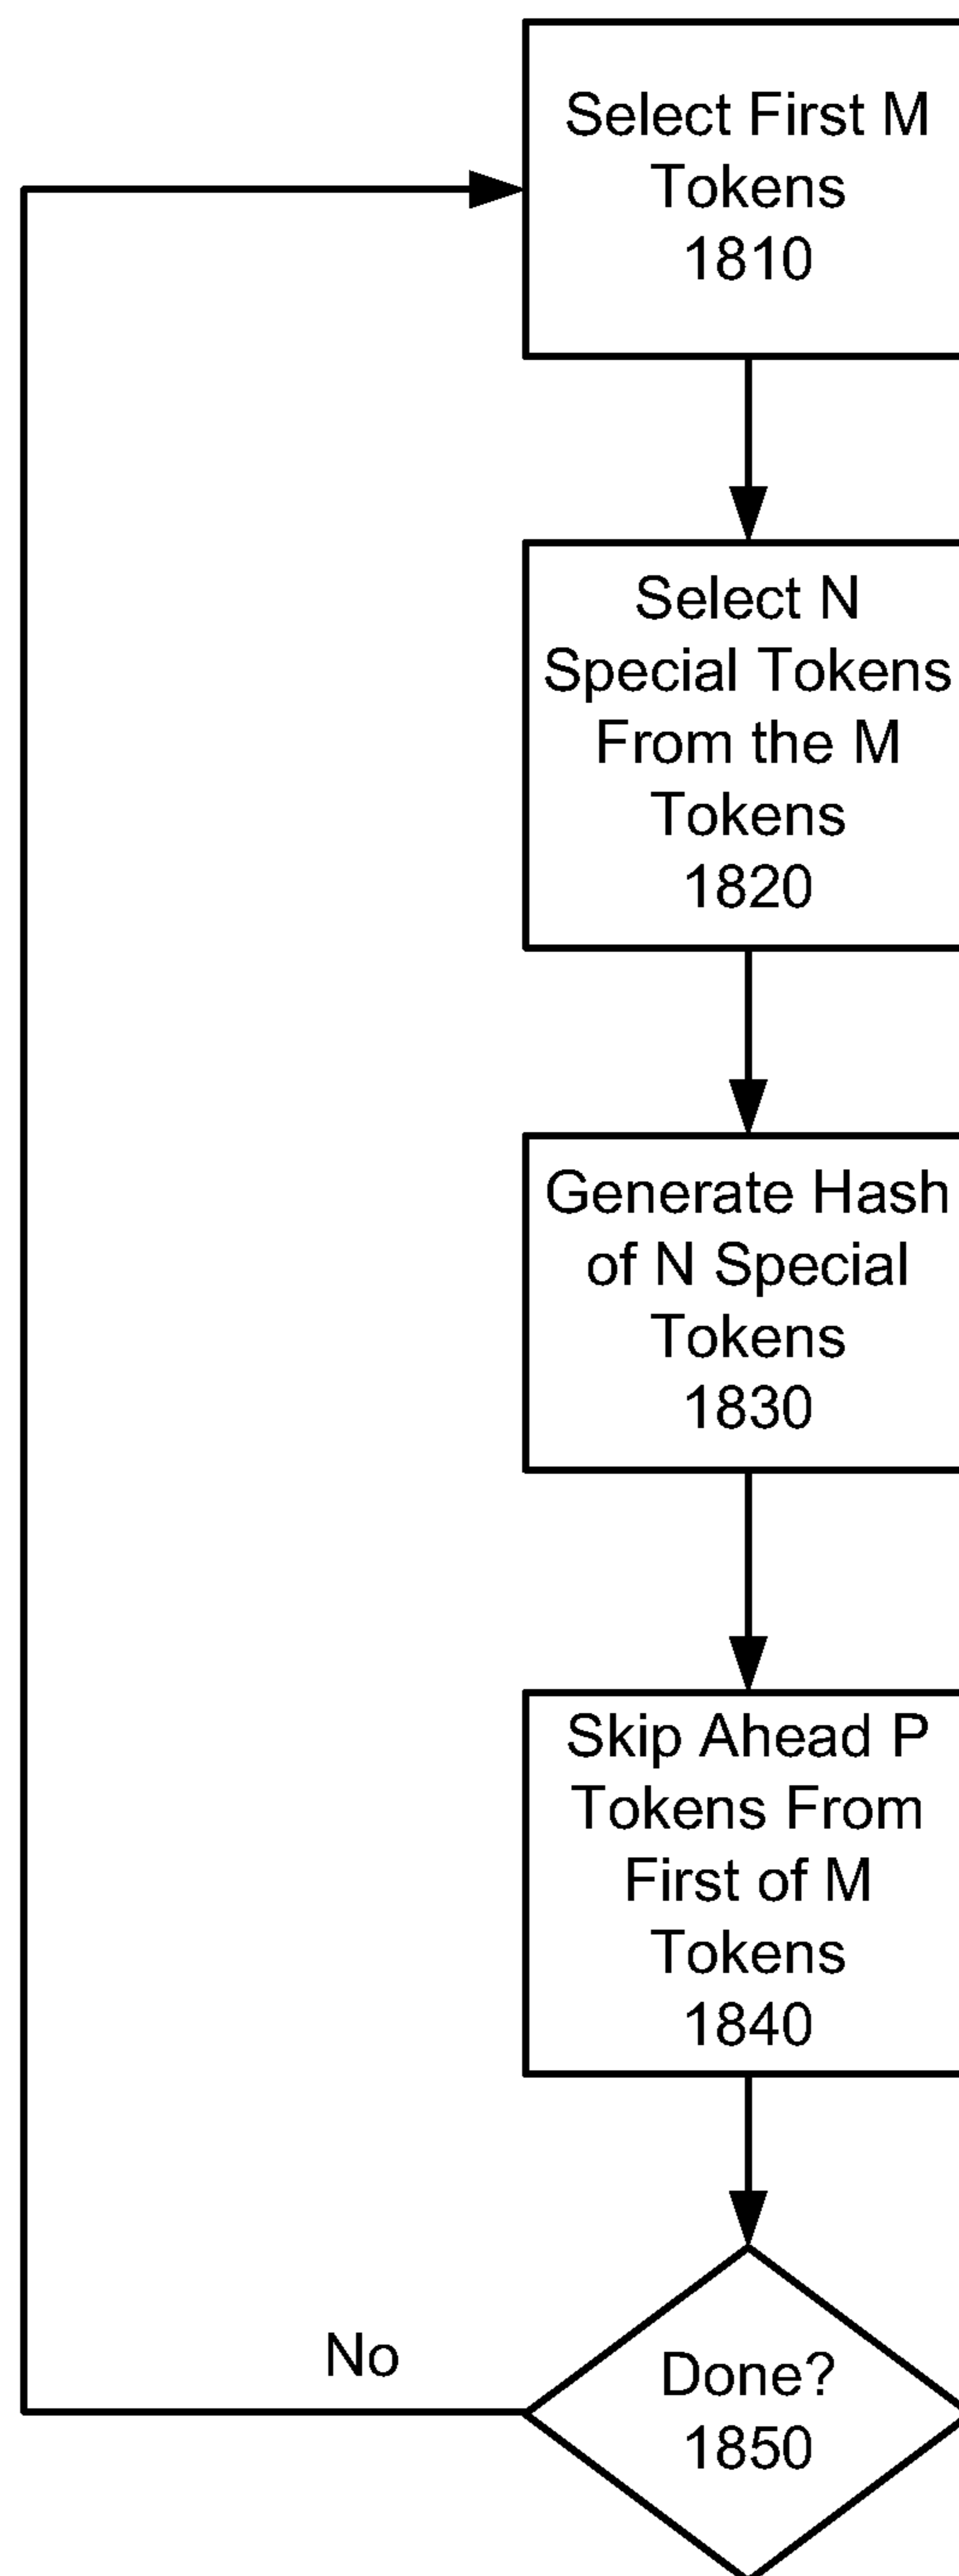 Select First M
Tokens
1810
Select N
Special Tokens
From the M
Tokens
1820
Generate Hash
of N Special
Tokens
1830
Skip Ahead P
Tokens From
First of M
Tokens
1840
No
Done?
1850